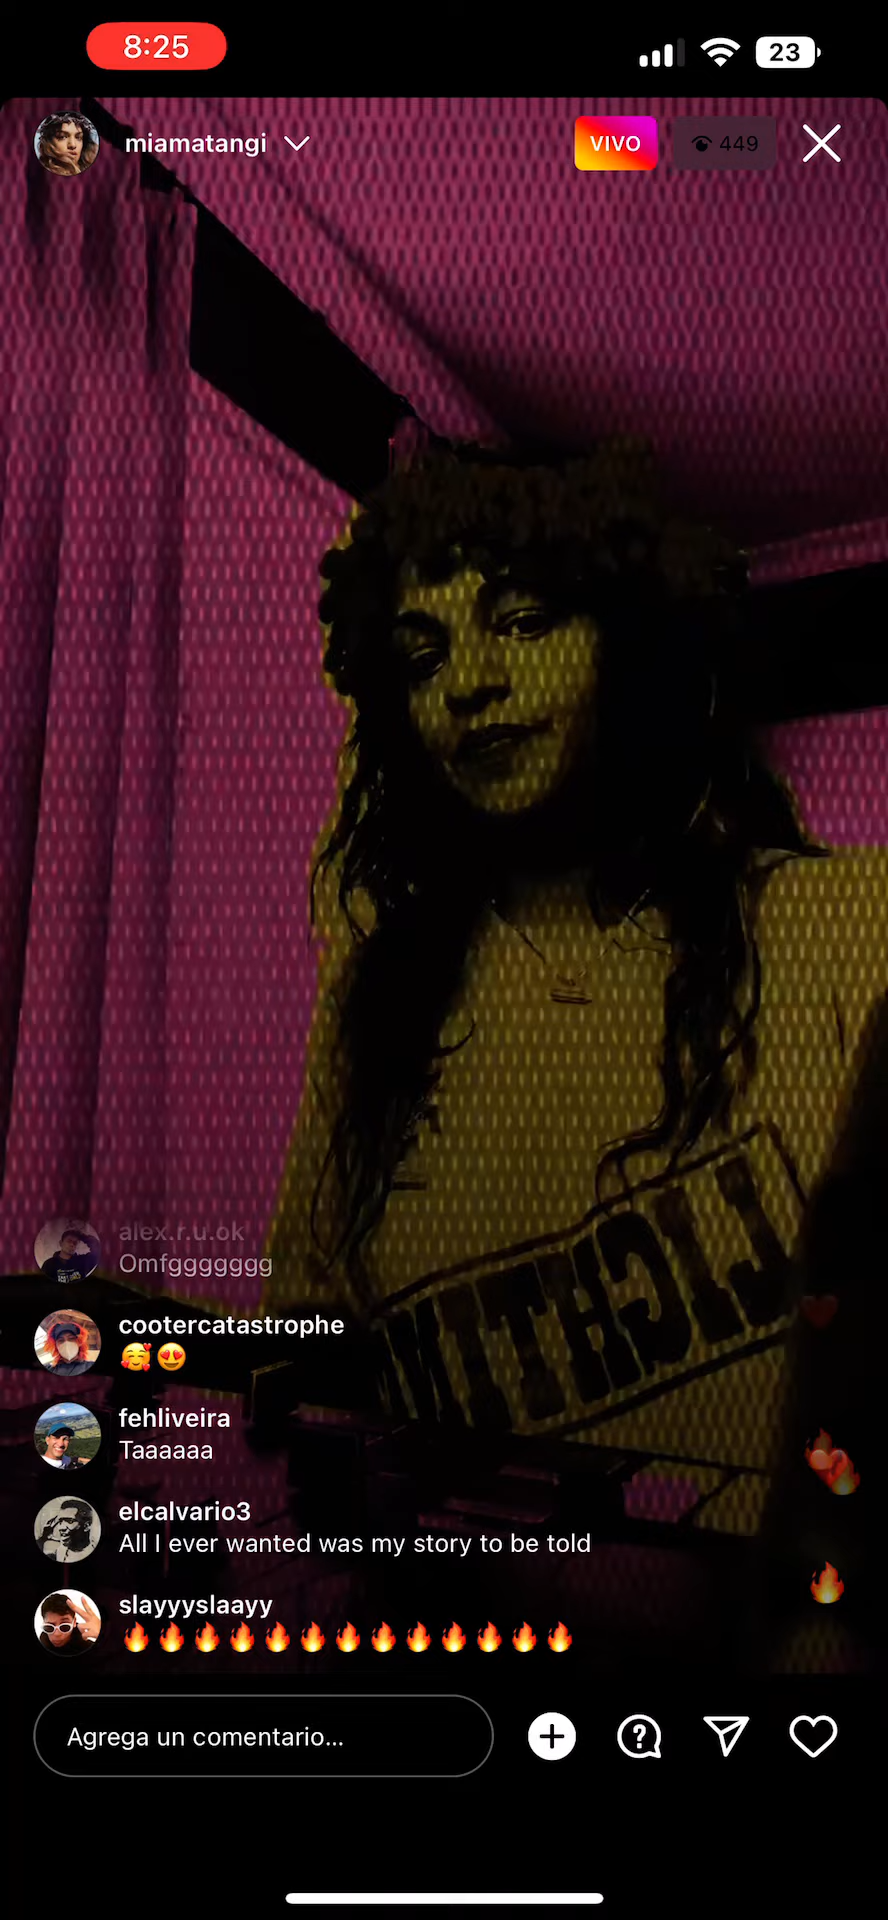 8:25
23
miamatangi
VIVO
449
alex.r.u.ok
Omfggggggg
cootercatastrophe
🥰😍
fehliveira
Taaaaaa
elcalvario3
All I ever wanted was my story to be told
slayyyslaayy
🔥🔥🔥🔥🔥🔥🔥🔥🔥🔥🔥🔥🔥
Agrega un comentario...